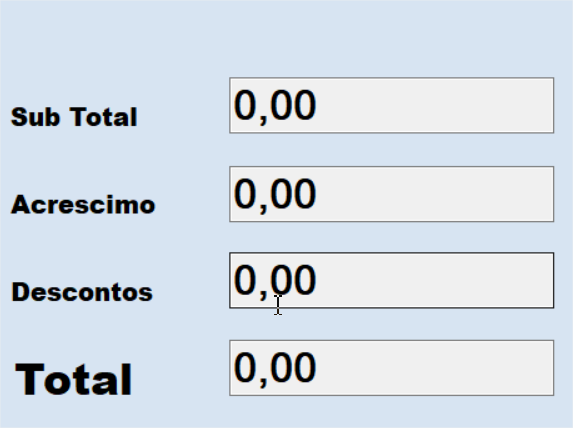 Sub Total 0,00
Acrescimo 0,00
Descontos 0,00
Total 0,00